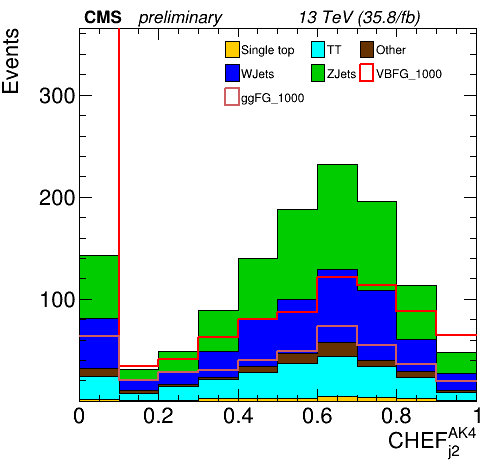 CMS preliminary 13 TeV (35.8/fb)
Events
Single top TT Other
WJets ZJets VBFG_1000
ggFG_1000
300
200
100
0 0.2 0.4 0.6 0.8 1
CHEF^{AK4}_{j2}